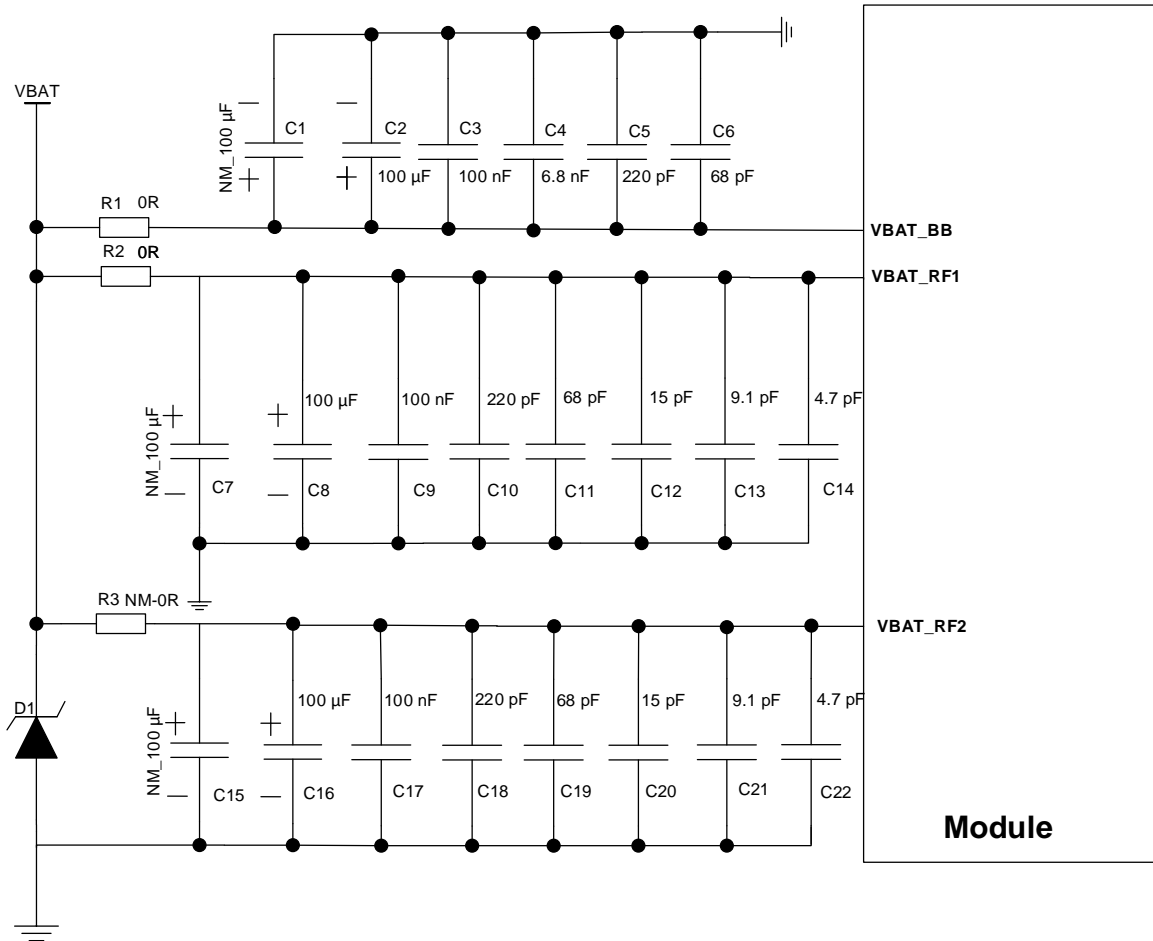 VBAT
NM_100 µF
C1
C2
C3
C4
C5
C6
100 µF
100 nF
6.8 nF
220 pF
68 pF
R1 0R
VBAT_BB
R2 0R
VBAT_RF1
NM_100 µF
100 µF
100 nF
220 pF
68 pF
15 pF
9.1 pF
4.7 pF
C7
C8
C9
C10
C11
C12
C13
C14
R3 NM-0R
VBAT_RF2
D1
NM_100 µF
100 µF
100 nF
220 pF
68 pF
15 pF
9.1 pF
4.7 pF
C15
C16
C17
C18
C19
C20
C21
C22
Module